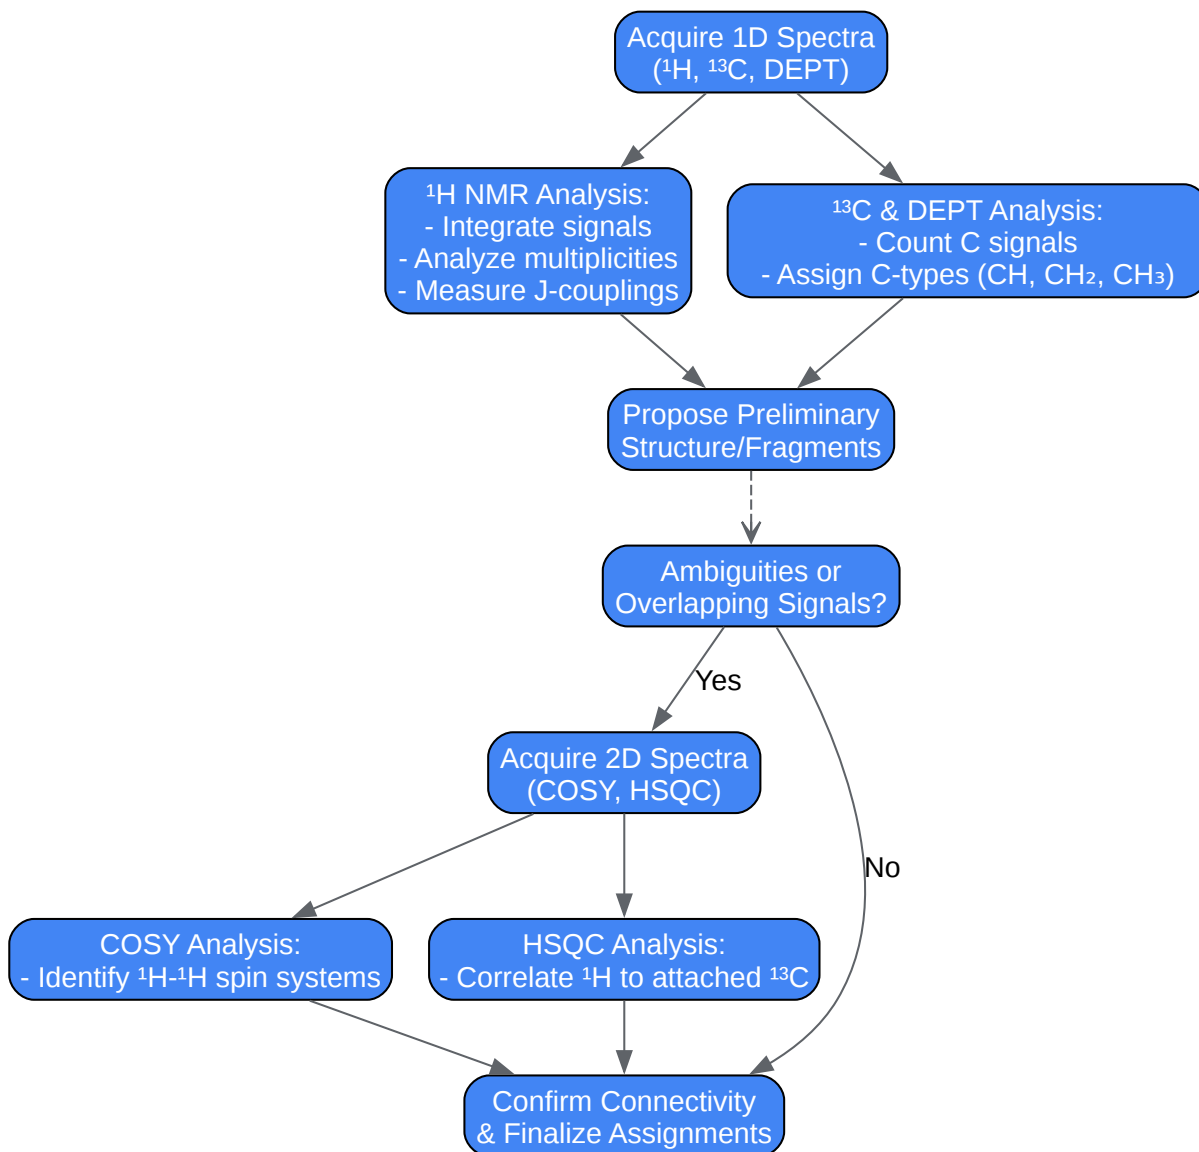 Acquire 1D Spectra
(¹H, ¹³C, DEPT)
¹H NMR Analysis:
- Integrate signals
- Analyze multiplicities
- Measure J-couplings
¹³C & DEPT Analysis:
- Count C signals
- Assign C-types (CH, CH₂, CH₃)
Propose Preliminary
Structure/Fragments
Ambiguities or
Overlapping Signals?
Yes
Acquire 2D Spectra
(COSY, HSQC)
No
COSY Analysis:
- Identify ¹H-¹H spin systems
HSQC Analysis:
- Correlate ¹H to attached ¹³C
Confirm Connectivity
& Finalize Assignments